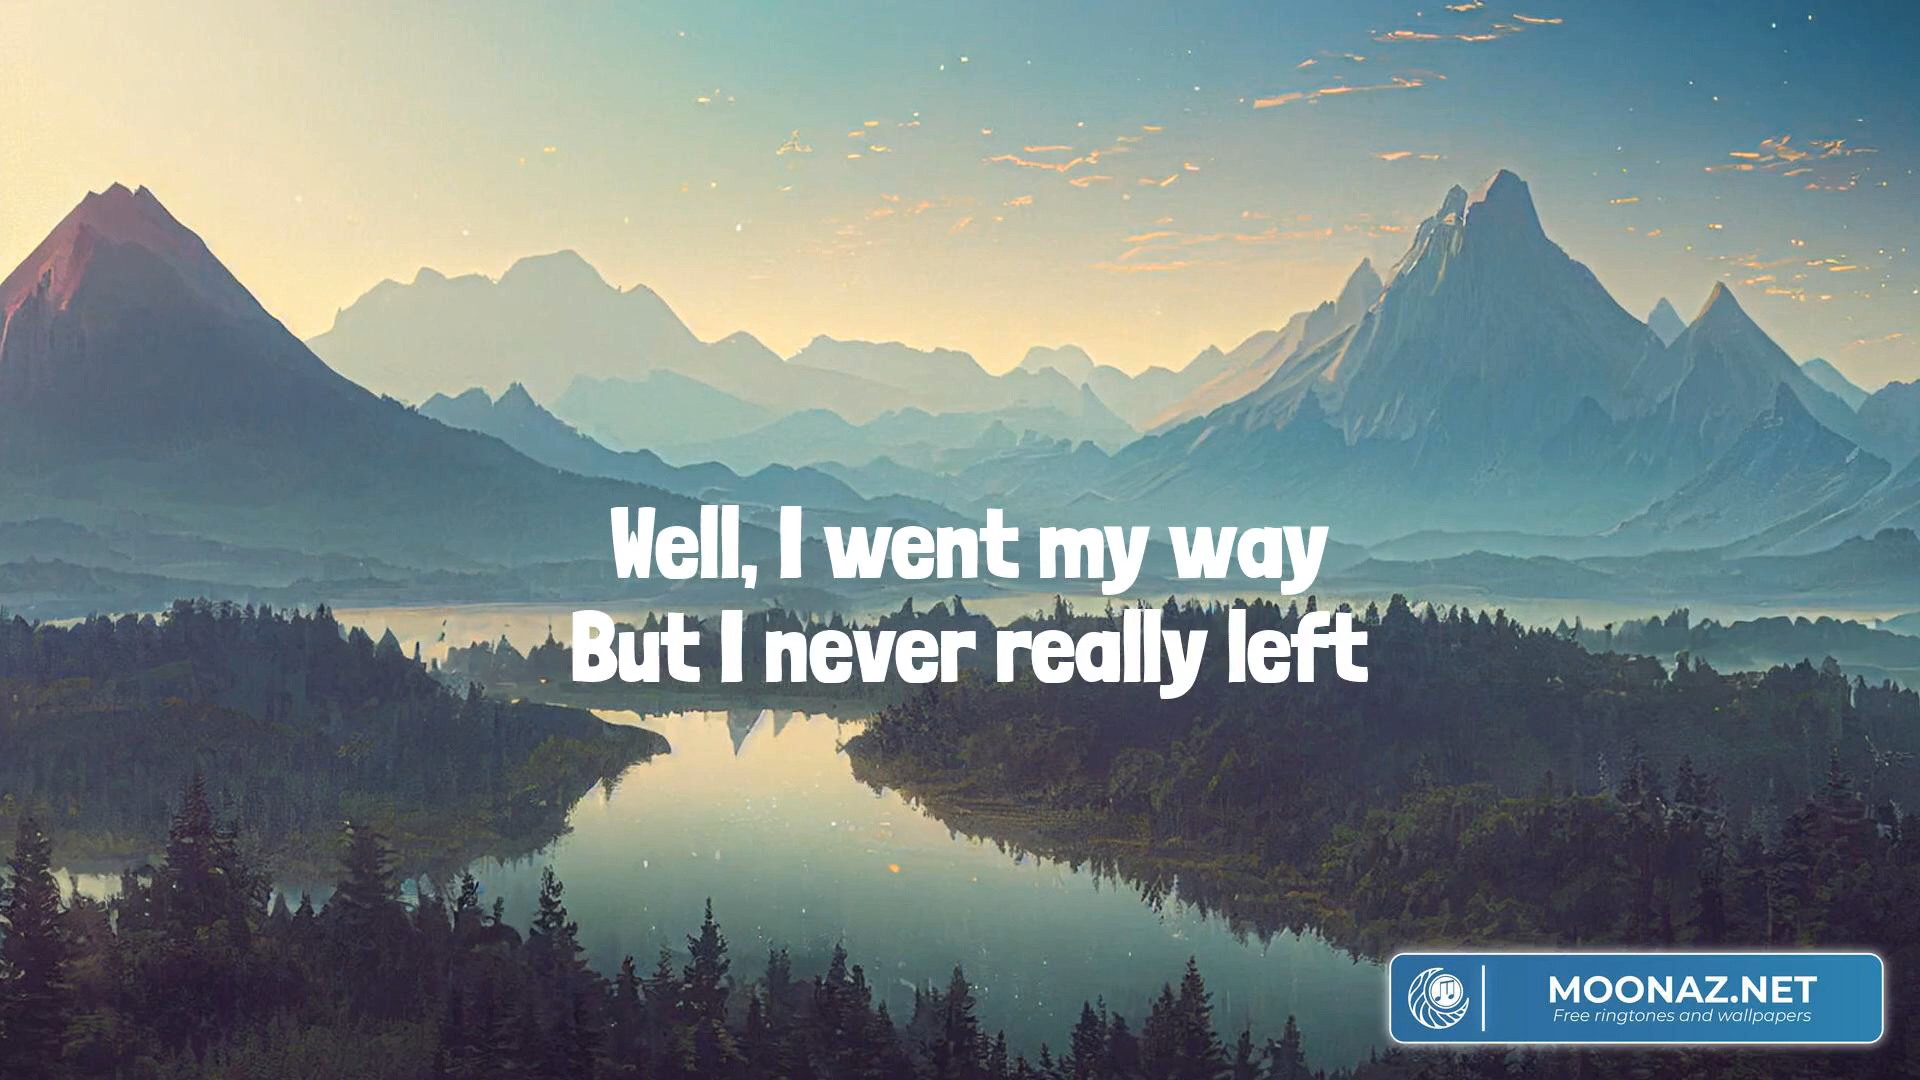 Well, I went my way
But I never really left
MOONAZ.NET
Free ringtones and wallpapers